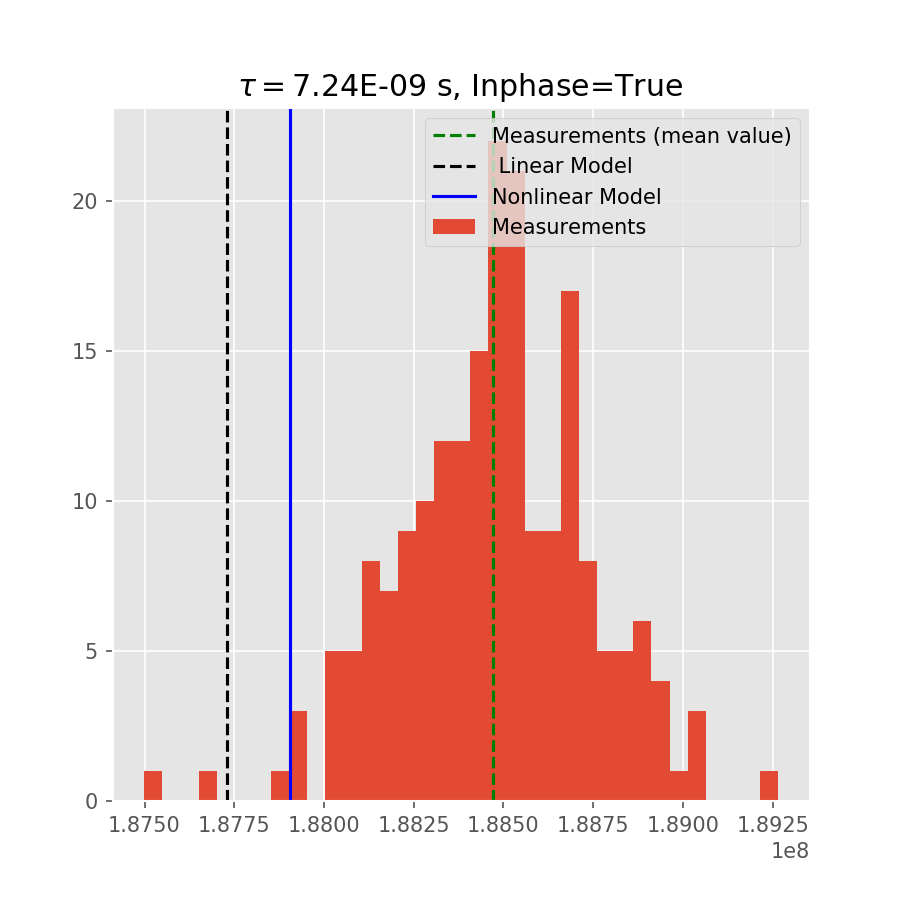 τ = 7.24E-09 s, Inphase=True
Measurements (mean value)
Linear Model
Nonlinear Model
Measurements
20
15
10
5
0
1.8750 1.8775 1.8800 1.8825 1.8850 1.8875 1.8900 1.8925
1e8